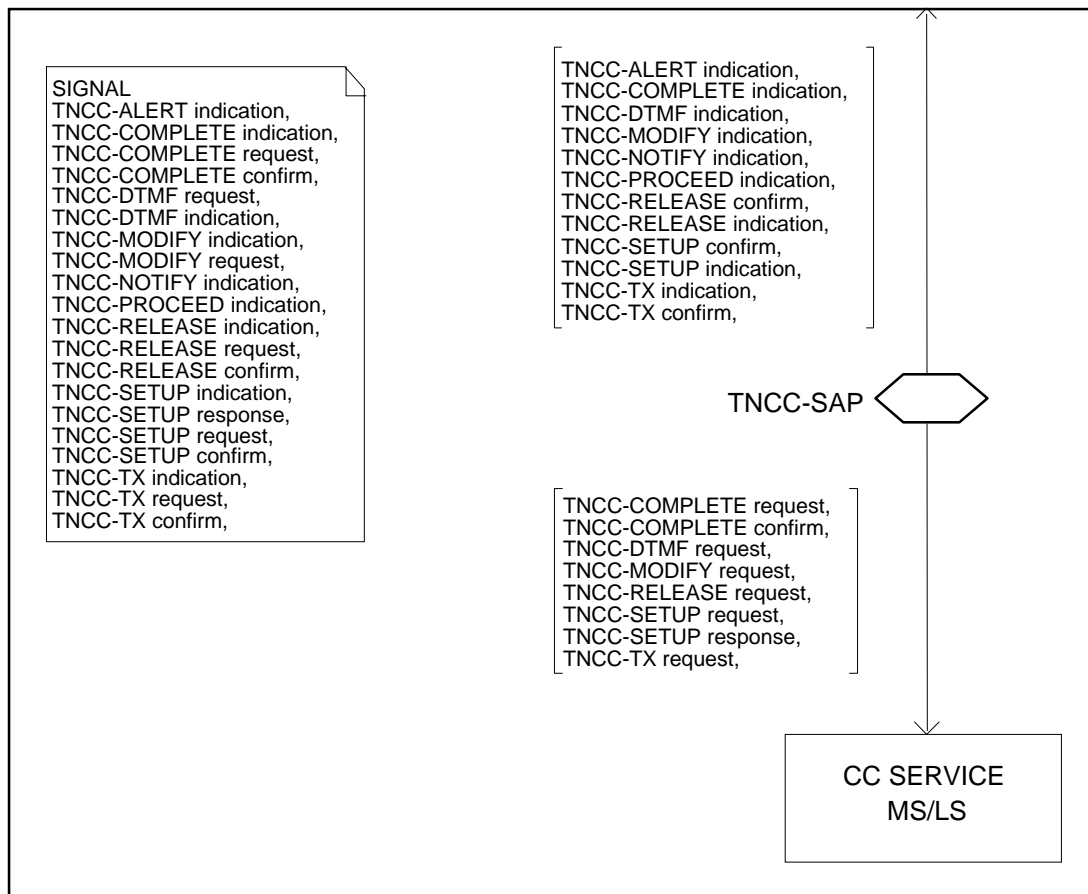 SIGNAL
TNCC-ALERT indication,
TNCC-COMPLETE indication,
TNCC-COMPLETE request,
TNCC-COMPLETE confirm,
TNCC-DTMF request,
TNCC-DTMF indication,
TNCC-MODIFY indication,
TNCC-MODIFY request,
TNCC-NOTIFY indication,
TNCC-PROCEED indication,
TNCC-RELEASE indication,
TNCC-RELEASE request,
TNCC-RELEASE confirm,
TNCC-SETUP indication,
TNCC-SETUP response,
TNCC-SETUP request,
TNCC-SETUP confirm,
TNCC-TX indication,
TNCC-TX request,
TNCC-TX confirm,
TNCC-ALERT indication,
TNCC-COMPLETE indication,
TNCC-DTMF indication,
TNCC-MODIFY indication,
TNCC-NOTIFY indication,
TNCC-PROCEED indication,
TNCC-RELEASE confirm,
TNCC-RELEASE indication,
TNCC-SETUP confirm,
TNCC-SETUP indication,
TNCC-TX indication,
TNCC-TX confirm,
TNCC-SAP
TNCC-COMPLETE request,
TNCC-COMPLETE confirm,
TNCC-DTMF request,
TNCC-MODIFY request,
TNCC-RELEASE request,
TNCC-SETUP request,
TNCC-SETUP response,
TNCC-TX request,
CC SERVICE
MS/LS